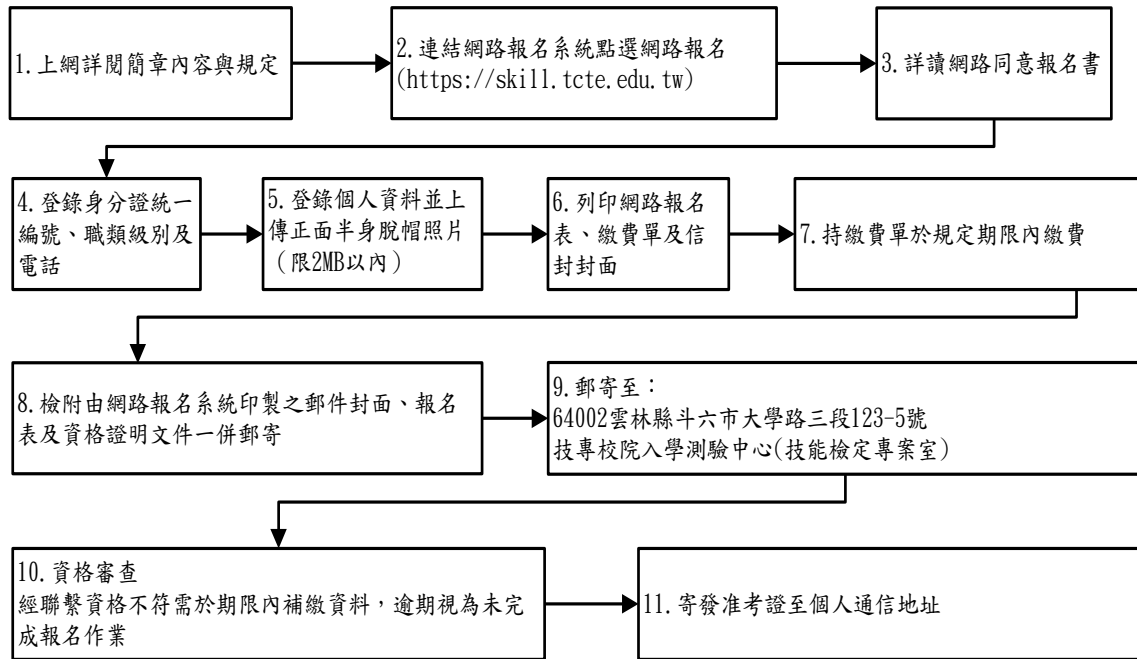 1.上網詳閱簡章內容與規定
2.連結網路報名系統點選網路報名
(https://skill.tcte.edu.tw)
3.詳讀網路同意報名書
4.登錄身分證統一
編號、職類級別及
電話
5.登錄個人資料並上
傳正面半身脫帽照片
（限2MB以內）
6.列印網路報名
表、繳費單及信
封封面
7.持繳費單於規定期限內繳費
8.檢附由網路報名系統印製之郵件封面、報名
表及資格證明文件一併郵寄
9.郵寄至：
64002雲林縣斗六市大學路三段123-5號
技專校院入學測驗中心(技能檢定專案室)
10.資格審查
經聯繫資格不符需於期限內補繳資料，逾期視為未完
成報名作業
11.寄發准考證至個人通信地址